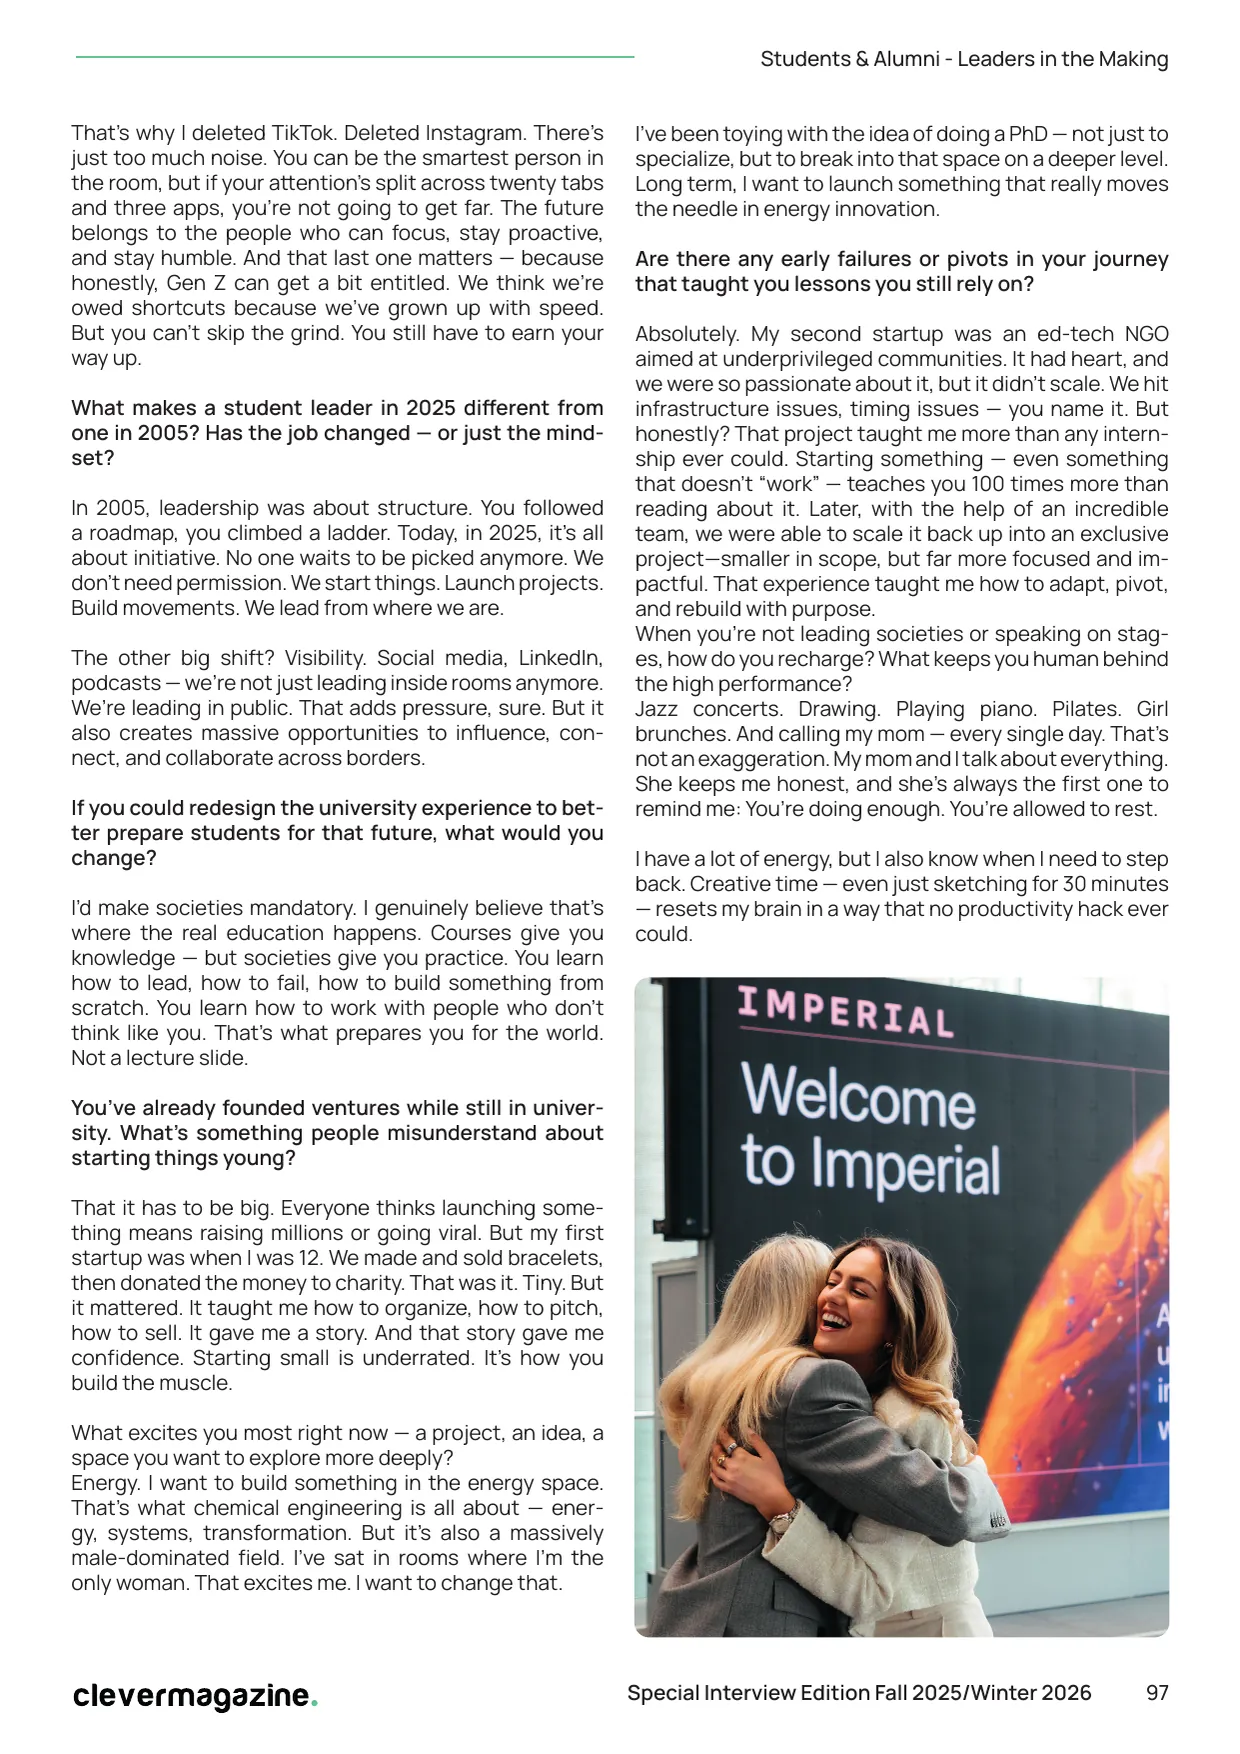 Students & Alumni - Leaders in the Making
That's why I deleted TikTok. Deleted Instagram. There's
just too much noise. You can be the smartest person in
the room, but if your attention's split across twenty tabs
and three apps, you're not going to get far. The future
belongs to the people who can focus, stay proactive,
and stay humble. And that last one matters — because
honestly, Gen Z can get a bit entitled. We think we're
owed shortcuts because we've grown up with speed.
But you can't skip the grind. You still have to earn your
way up.
What makes a student leader in 2025 different from
one in 2005? Has the job changed — or just the mind-
set?
In 2005, leadership was about structure. You followed
a roadmap, you climbed a ladder. Today, in 2025, it's all
about initiative. No one waits to be picked anymore. We
don't need permission. We start things. Launch projects.
Build movements. We lead from where we are.
The other big shift? Visibility. Social media, LinkedIn,
podcasts — we're not just leading inside rooms anymore.
We're leading in public. That adds pressure, sure. But it
also creates massive opportunities to influence, con-
nect, and collaborate across borders.
If you could redesign the university experience to bet-
ter prepare students for that future, what would you
change?
I'd make societies mandatory. I genuinely believe that's
where the real education happens. Courses give you
knowledge — but societies give you practice. You learn
how to lead, how to fail, how to build something from
scratch. You learn how to work with people who don't
think like you. That's what prepares you for the world.
Not a lecture slide.
You've already founded ventures while still in univer-
sity. What's something people misunderstand about
starting things young?
That it has to be big. Everyone thinks launching some-
thing means raising millions or going viral. But my first
startup was when I was 12. We made and sold bracelets,
then donated the money to charity. That was it. Tiny. But
it mattered. It taught me how to organize, how to pitch,
how to sell. It gave me a story. And that story gave me
confidence. Starting small is underrated. It's how you
build the muscle.
What excites you most right now — a project, an idea, a
space you want to explore more deeply?
Energy. I want to build something in the energy space.
That's what chemical engineering is all about — ener-
gy, systems, transformation. But it's also a massively
male-dominated field. I've sat in rooms where I'm the
only woman. That excites me. I want to change that.
I've been toying with the idea of doing a PhD — not just to
specialize, but to break into that space on a deeper level.
Long term, I want to launch something that really moves
the needle in energy innovation.
Are there any early failures or pivots in your journey
that taught you lessons you still rely on?
Absolutely. My second startup was an ed-tech NGO
aimed at underprivileged communities. It had heart, and
we were so passionate about it, but it didn't scale. We hit
infrastructure issues, timing issues — you name it. But
honestly? That project taught me more than any intern-
ship ever could. Starting something — even something
that doesn't “work” — teaches you 100 times more than
reading about it. Later, with the help of an incredible
team, we were able to scale it back up into an exclusive
project—smaller in scope, but far more focused and im-
pactful. That experience taught me how to adapt, pivot,
and rebuild with purpose.
When you're not leading societies or speaking on stag-
es, how do you recharge? What keeps you human behind
the high performance?
Jazz concerts. Drawing. Playing piano. Pilates. Girl
brunches. And calling my mom — every single day. That's
not an exaggeration. My mom and I talk about everything.
She keeps me honest, and she's always the first one to
remind me: You're doing enough. You're allowed to rest.
I have a lot of energy, but I also know when I need to step
back. Creative time — even just sketching for 30 minutes
— resets my brain in a way that no productivity hack ever
could.
IMPERIAL
Welcome
to Imperial
clevermagazine.
Special Interview Edition Fall 2025/Winter 2026
97